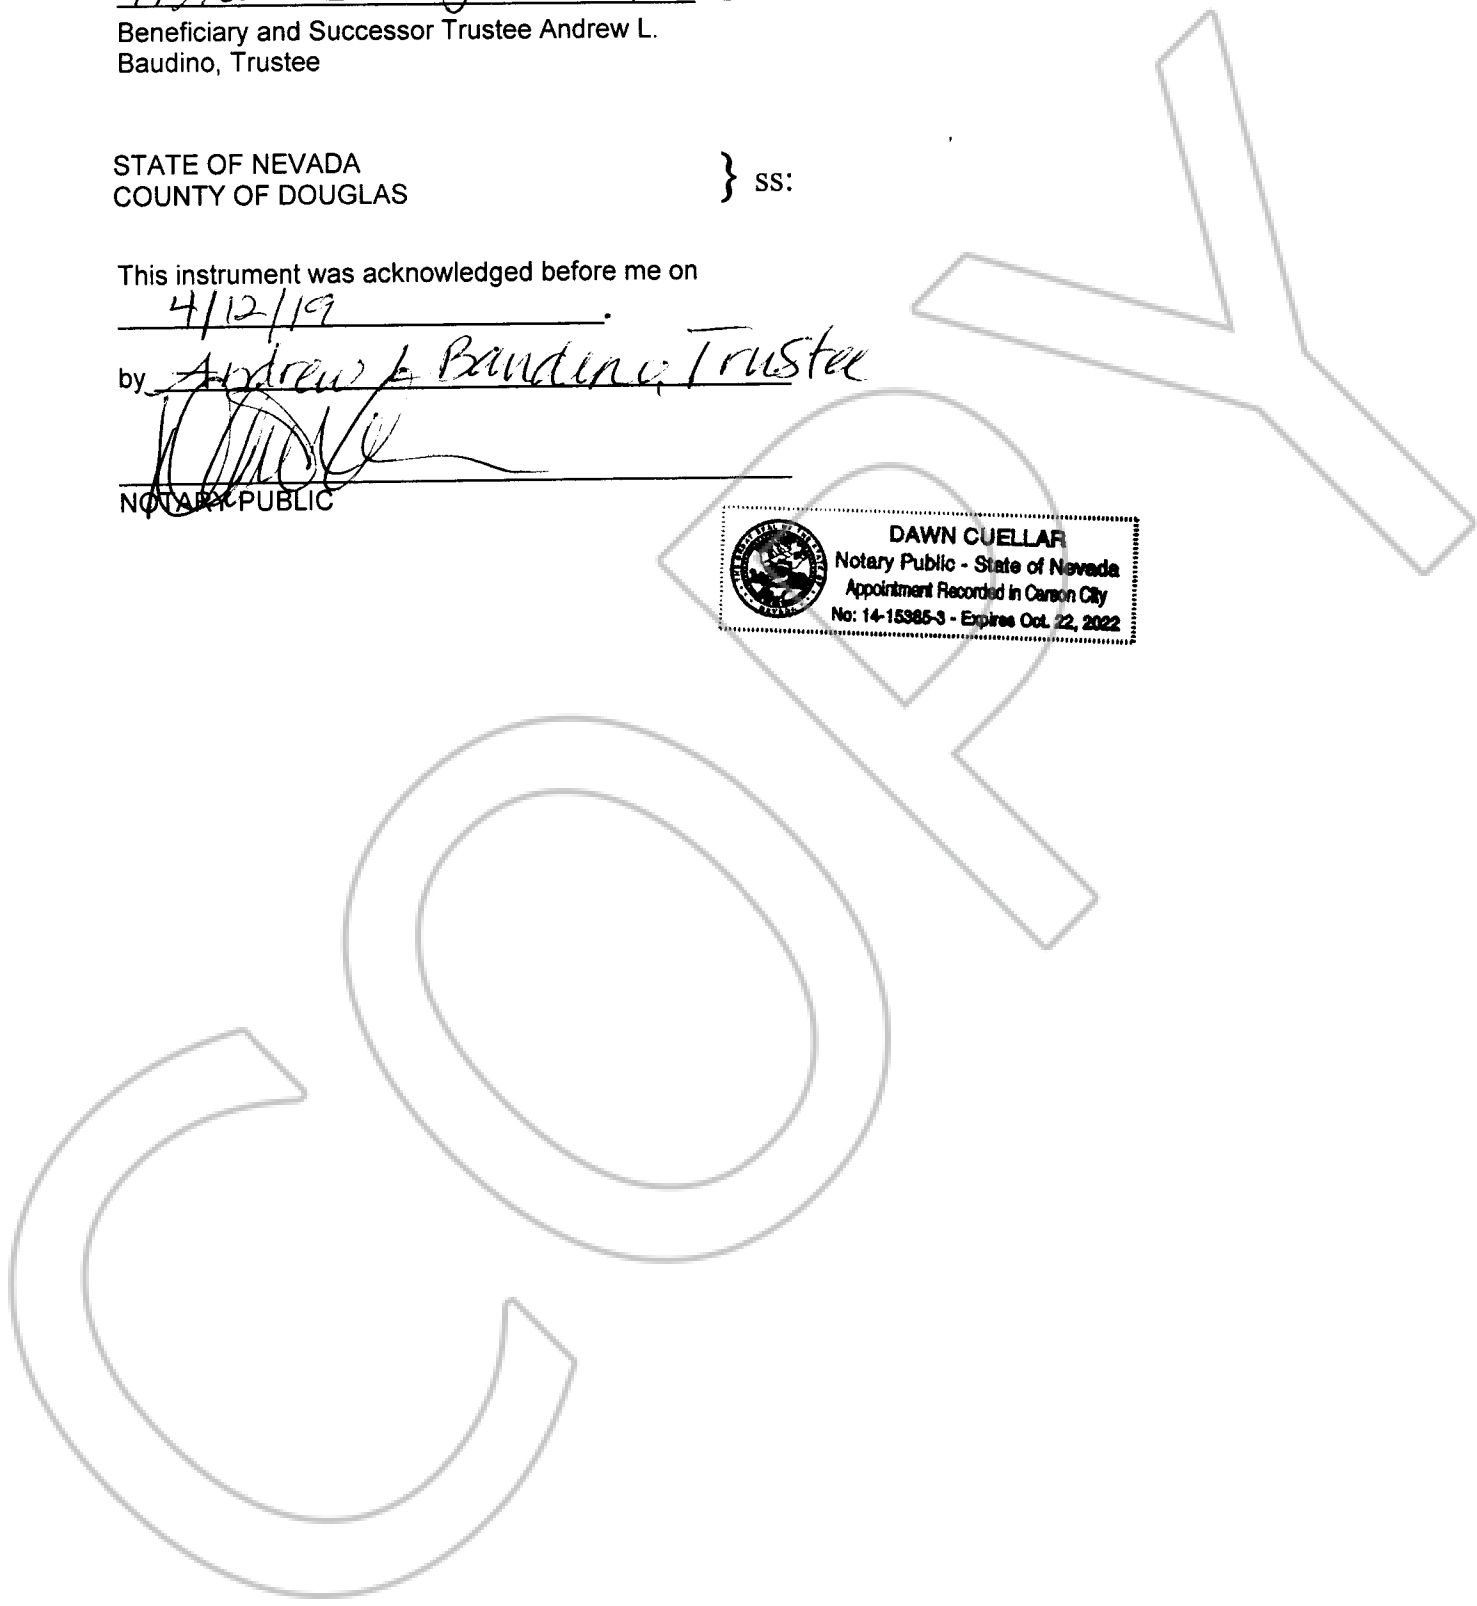 Beneficiary and Successor Trustee Andrew L.
Baudino, Trustee
STATE OF NEVADA
COUNTY OF DOUGLAS
} ss:
This instrument was acknowledged before me on
4/12/19.
by Andrew L Baudino, Trustee
NOTARY PUBLIC
DAWN CUELLAR
Notary Public - State of Nevada
Appointment Recorded in Carson City
No: 14-15385-3 - Expires Oct. 22, 2022
COPY